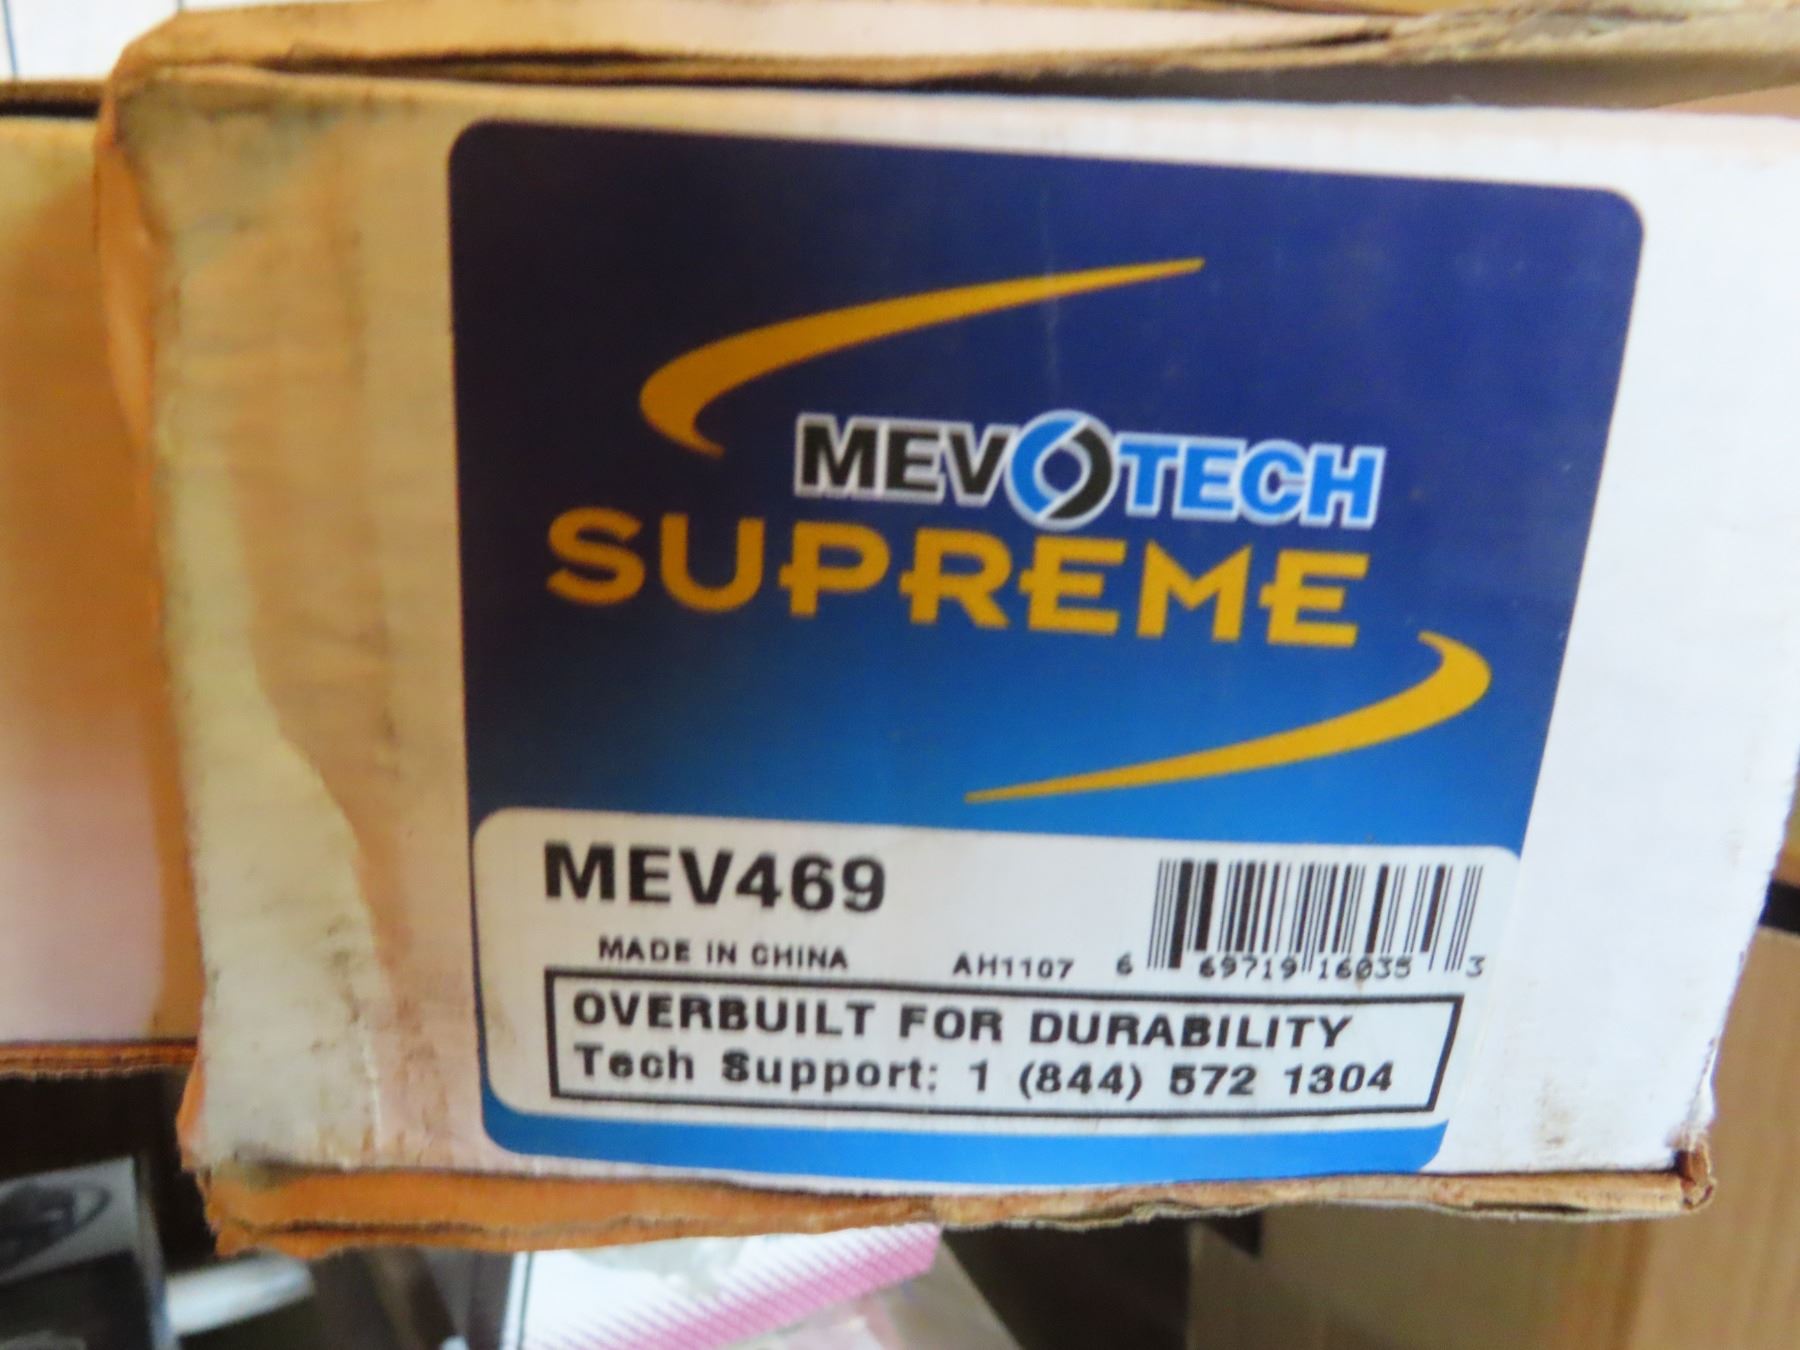 MEVOTECH
SUPREME
MEV469
MADE IN CHINA
AH1107
6 69719 16035 3
OVERBUILT FOR DURABILITY
Tech Support: 1 (844) 572 1304